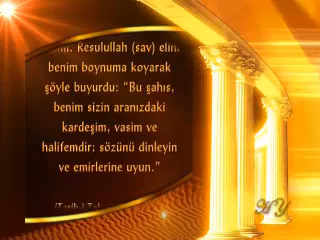 Resulullah (sav) elini
benim boynuma koyarak
şöyle buyurdu: "Bu şahıs,
benim sizin aranızdaki
kardeşim, vasim ve
halifemdir; sözünü dinleyin
ve emirlerine uyun."